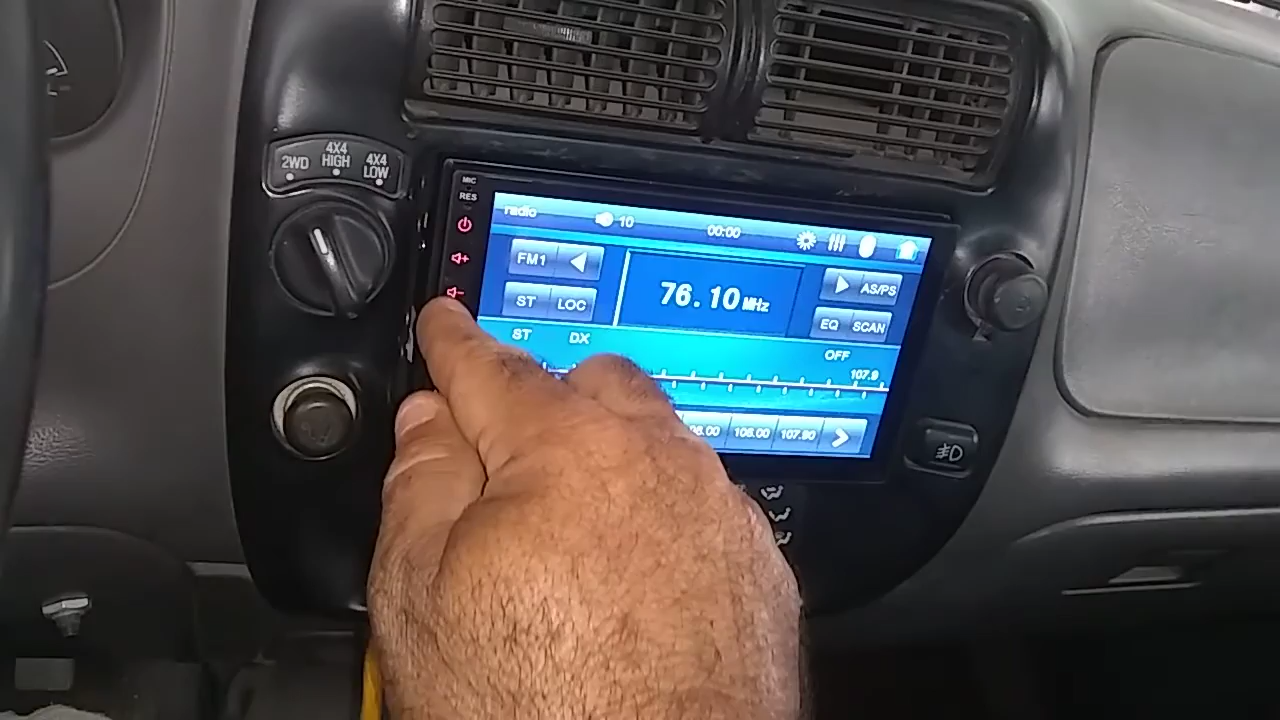 2WD 4X4 HIGH 4X4 LOW
MIC
RES
radio 10 00:00
FM1
76.10 MHz
AS/PS
ST LOC
EQ SCAN
ST DX OFF
107.9
106.00 107.90